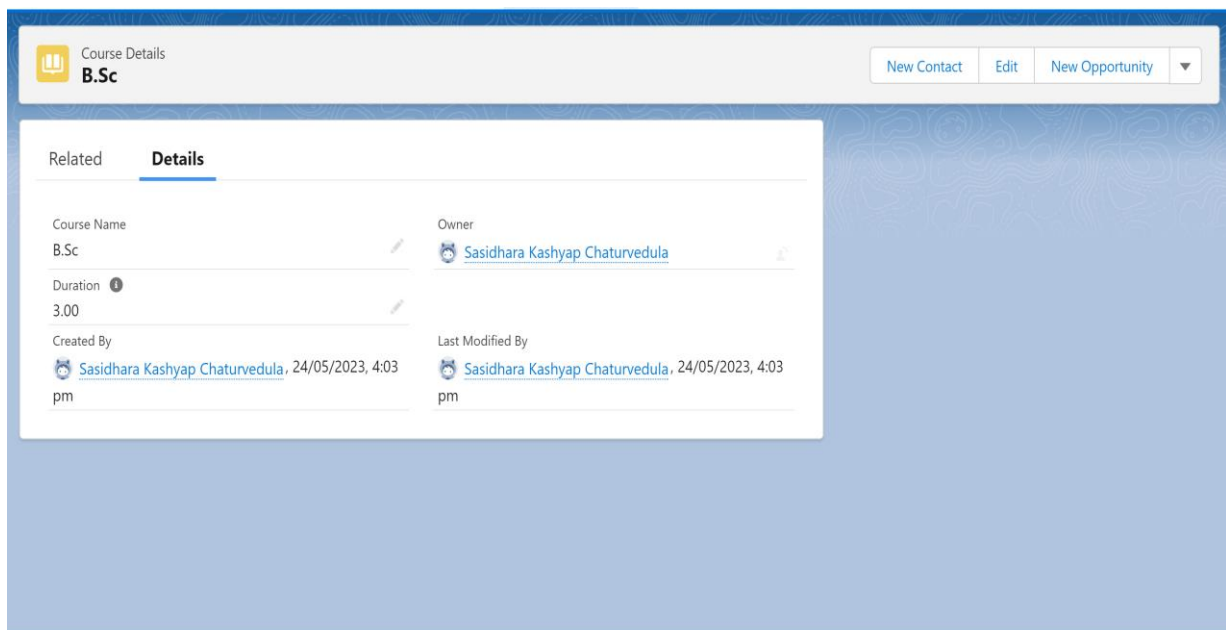 Course Details
B.Sc
New Contact
Edit
New Opportunity
Related
Details
Course Name
B.Sc
Owner
Sasidhara Kashyap Chaturvedula
Duration
3.00
Created By
Sasidhara Kashyap Chaturvedula, 24/05/2023, 4:03
pm
Last Modified By
Sasidhara Kashyap Chaturvedula, 24/05/2023, 4:03
pm